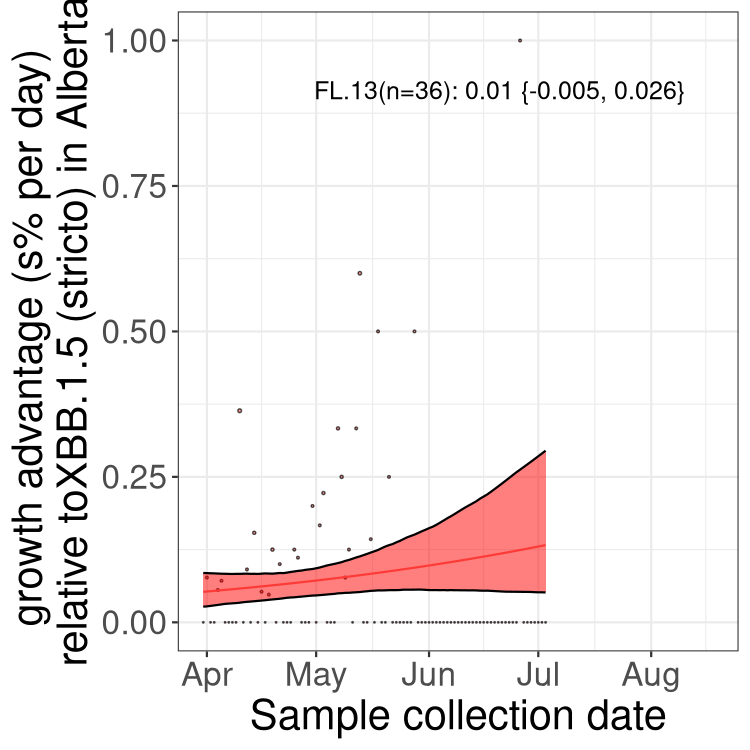 growth advantage (s% per day)
relative toXBB.1.5 (stricto) in Alberta
1.00
FL.13(n=36): 0.01 {-0.005, 0.026}
0.75
0.50
0.25
0.00
Apr May Jun Jul Aug
Sample collection date